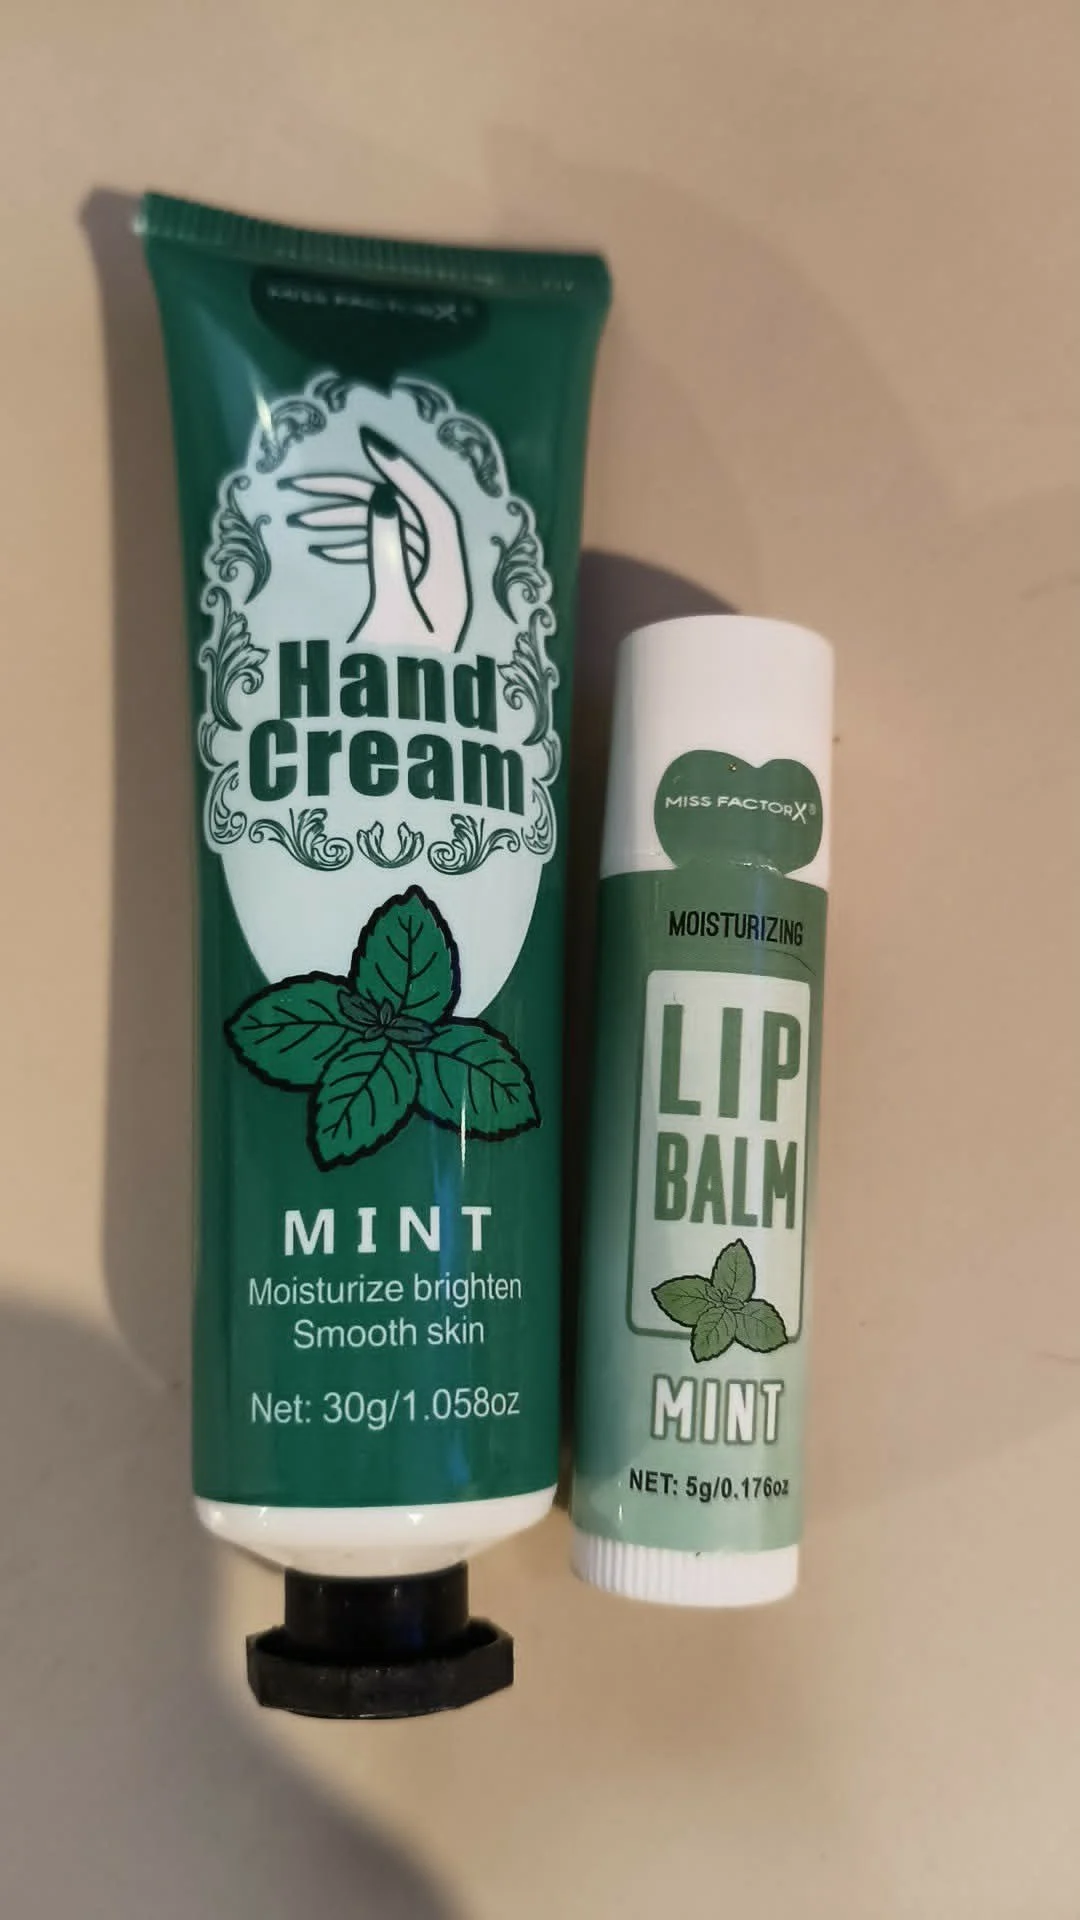 MISS FACTORX®
Hand
Cream
MINT
Moisturize brighten
Smooth skin
Net: 30g/1.058oz
MISS FACTORX®
MOISTURIZING
LIP
BALM
MINT
NET: 5g/0.176oz